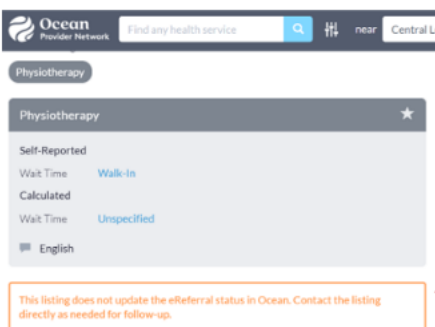 Ocean
Provider Network
Find any health service
near
Central L
Physiotherapy
Physiotherapy
Self-Reported
Wait Time Walk-In
Calculated
Wait Time Unspecified
English
This listing does not update the eReferral status in Ocean. Contact the listing
directly as needed for follow-up.